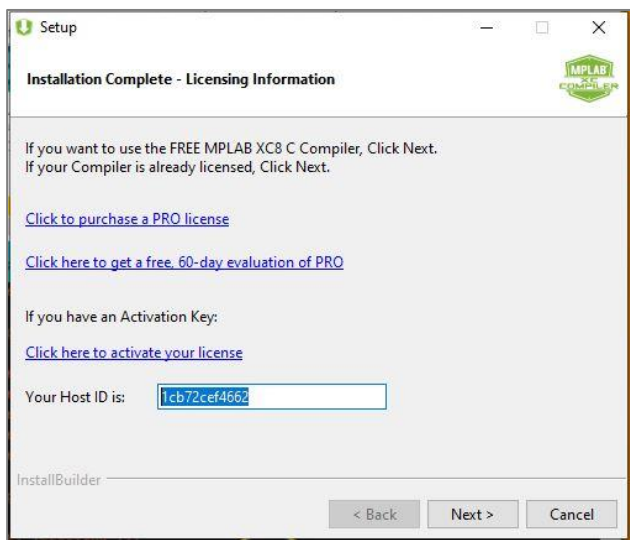 Setup
Installation Complete - Licensing Information
MPLAB
XC
COMPILER
If you want to use the FREE MPLAB XC8 C Compiler, Click Next.
If your Compiler is already licensed, Click Next.
Click to purchase a PRO license
Click here to get a free, 60-day evaluation of PRO
If you have an Activation Key:
Click here to activate your license
Your Host ID is: 1cb72cef4662
InstallBuilder
< Back Next > Cancel